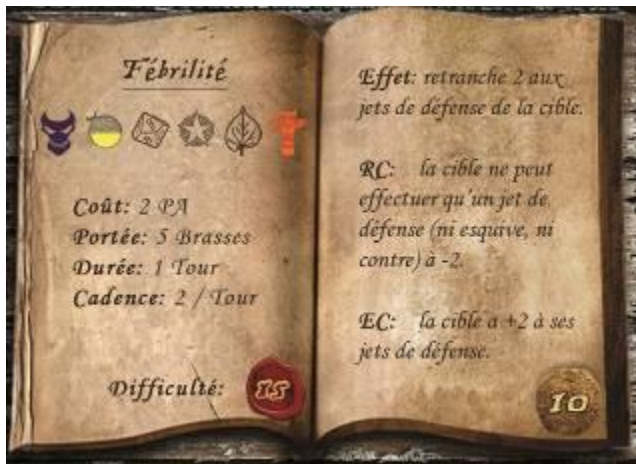 Fébrilité
Coût: 2 PA
Portée: 5 Brasses
Durée: 1 Tour
Cadence: 2 / Tour
Difficulté: 15
Effet: retranche 2 aux
jets de défense de la cible.
RC: la cible ne peut
effectuer qu'un jet de
défense (ni esquive, ni
contre) à -2.
EC: la cible a +2 à ses
jets de défense.
10